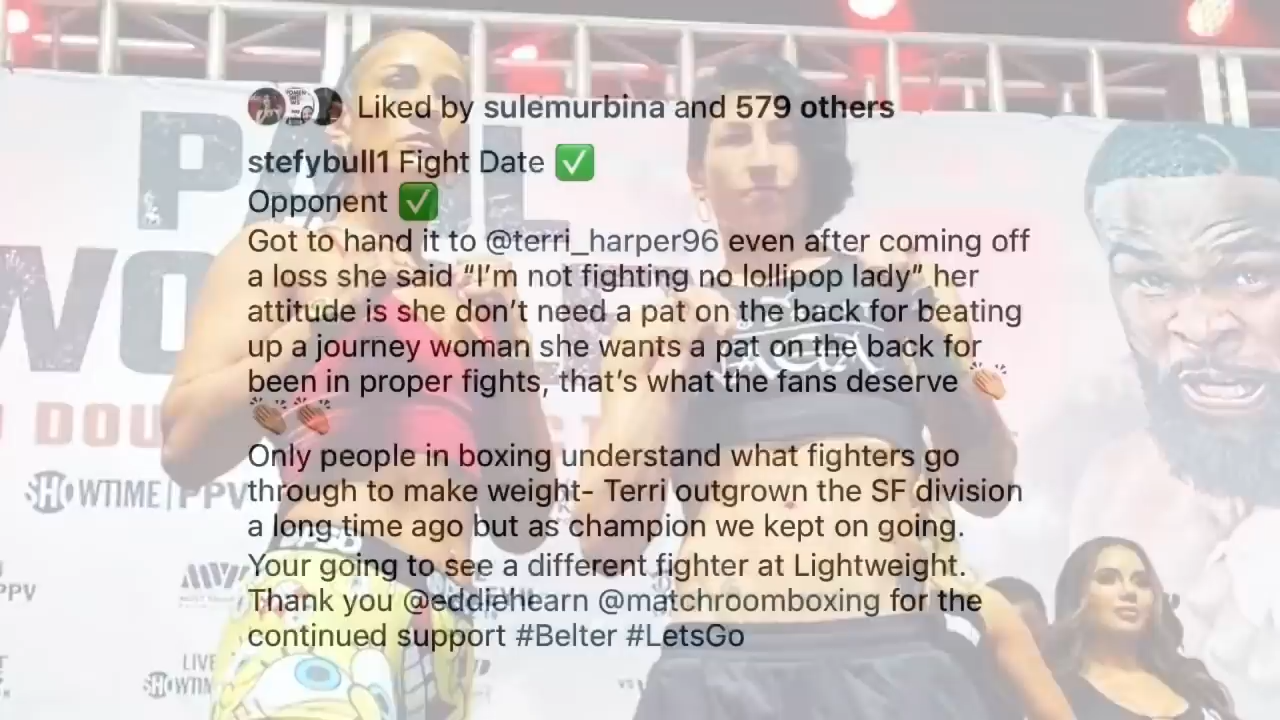 Liked by sulemurbina and 579 others
stefybull1 Fight Date ✅
Opponent ✅
Got to hand it to @terri_harper96 even after coming off
a loss she said “I’m not fighting no lollipop lady” her
attitude is she don’t need a pat on the back for beating
up a journey woman she wants a pat on the back for
been in proper fights, that’s what the fans deserve 👏🏽
👏🏽👏🏽
Only people in boxing understand what fighters go
through to make weight- Terri outgrown the SF division
a long time ago but as champion we kept on going.
Your going to see a different fighter at Lightweight.
Thank you @eddiehearn @matchroomboxing for the
continued support #Belter #LetsGo
DOU
SHOWTIME PPV
PPV
LIVE
SHOWTIM